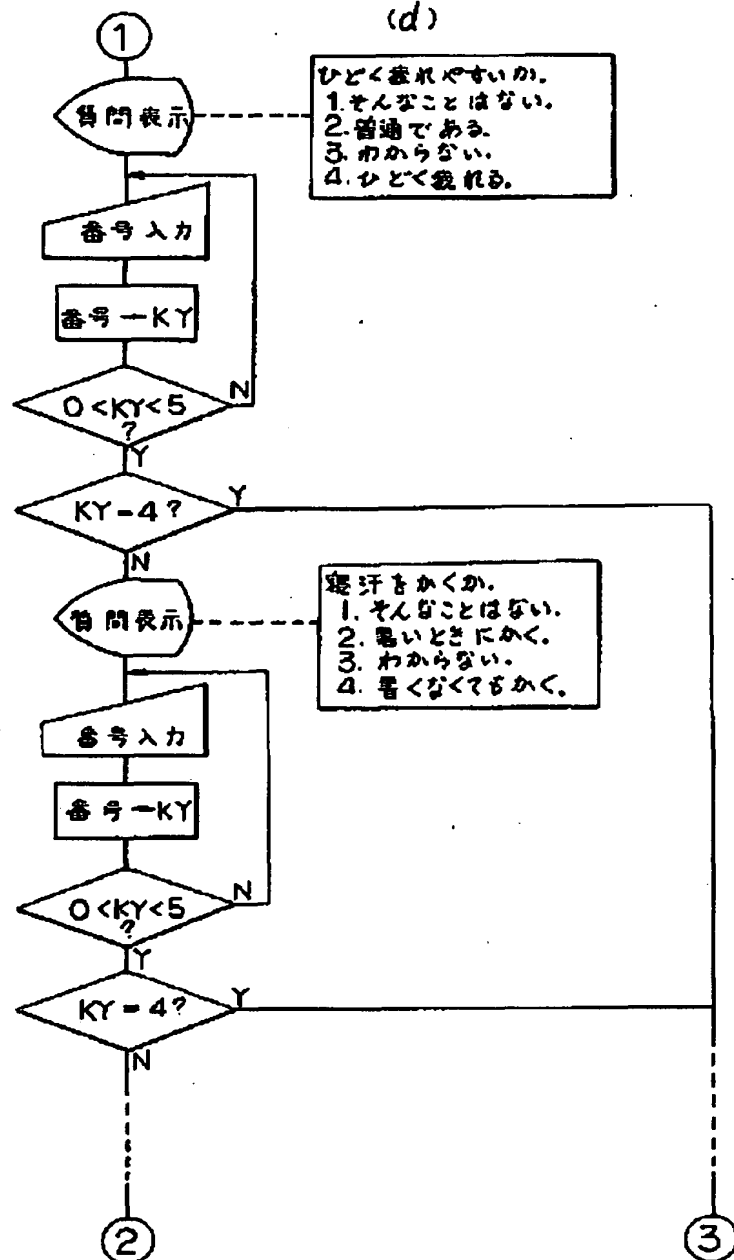 (d)
1
質問表示
ひどく疲れやすいか。
1.そんなことはない。
2.普通である。
3.わからない。
4.ひどく疲れる。
番号入力
番号→KY
0<KY<5
?
N
Y
KY=4?
Y
N
質問表示
寝汗をかくか。
1. そんなことはない。
2. 暑いときにかく。
3. わからない。
4. 暑くなくてもかく。
番号入力
番号→KY
0<KY<5
?
N
Y
KY=4?
Y
N
2
3